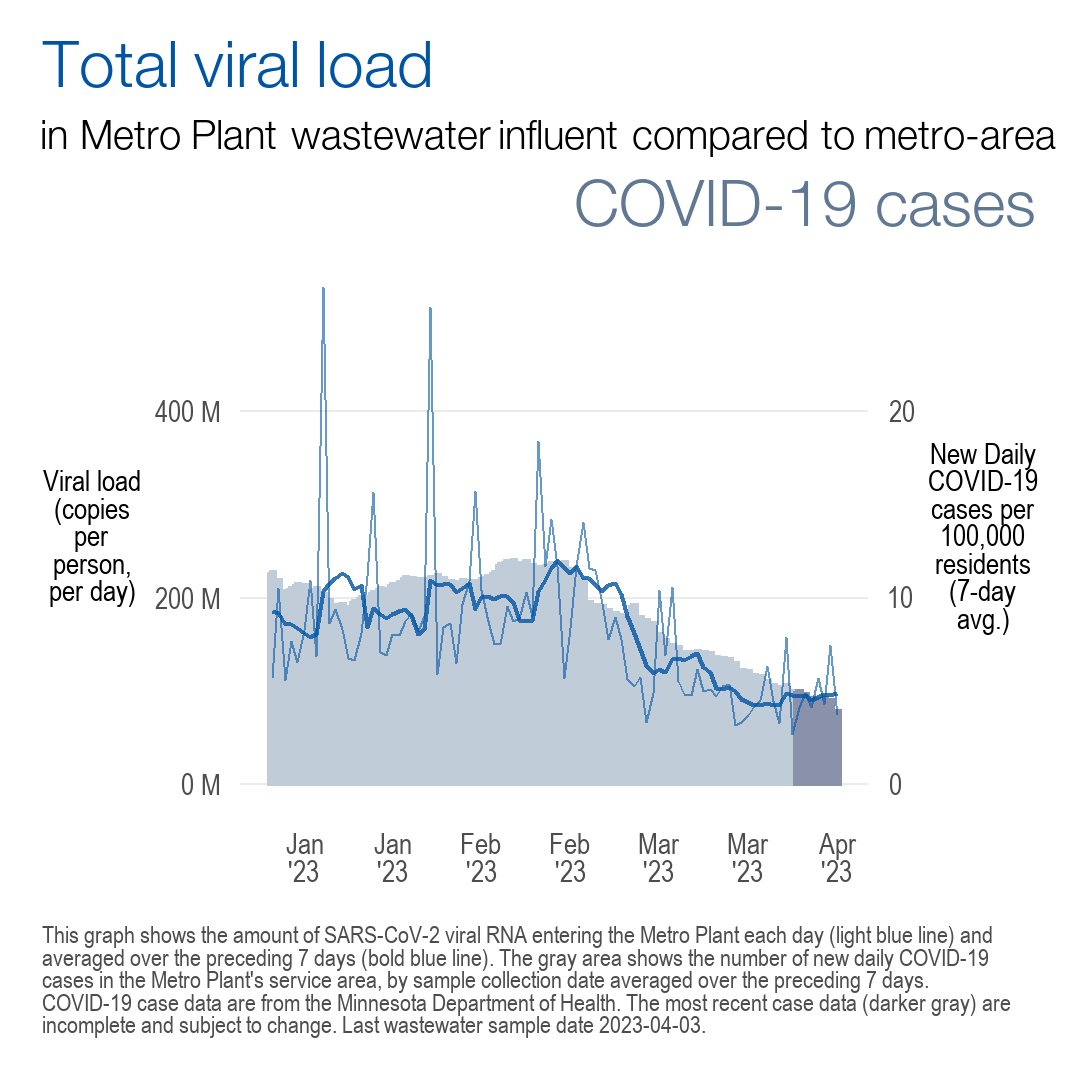 Total viral load
in Metro Plant wastewater influent compared to metro-area
COVID-19 cases
400 M
200 M
0 M
Viral load
(copies
per
person,
per day)
20
10
0
New Daily
COVID-19
cases per
100,000
residents
(7-day
avg.)
Jan
'23
Jan
'23
Feb
'23
Feb
'23
Mar
'23
Mar
'23
Apr
'23
This graph shows the amount of SARS-CoV-2 viral RNA entering the Metro Plant each day (light blue line) and
averaged over the preceding 7 days (bold blue line). The gray area shows the number of new daily COVID-19
cases in the Metro Plant's service area, by sample collection date averaged over the preceding 7 days.
COVID-19 case data are from the Minnesota Department of Health. The most recent case data (darker gray) are
incomplete and subject to change. Last wastewater sample date 2023-04-03.